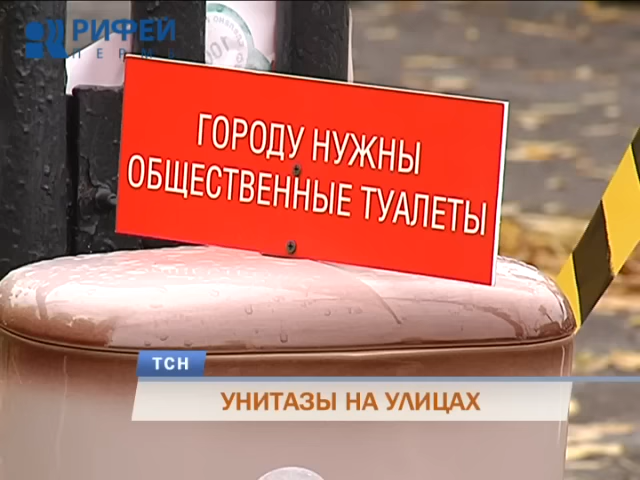 РИФЕЙ
ПЕРМЬ
ГОРОДУ НУЖНЫ
ОБЩЕСТВЕННЫЕ ТУАЛЕТЫ
ТСН
УНИТАЗЫ НА УЛИЦАХ